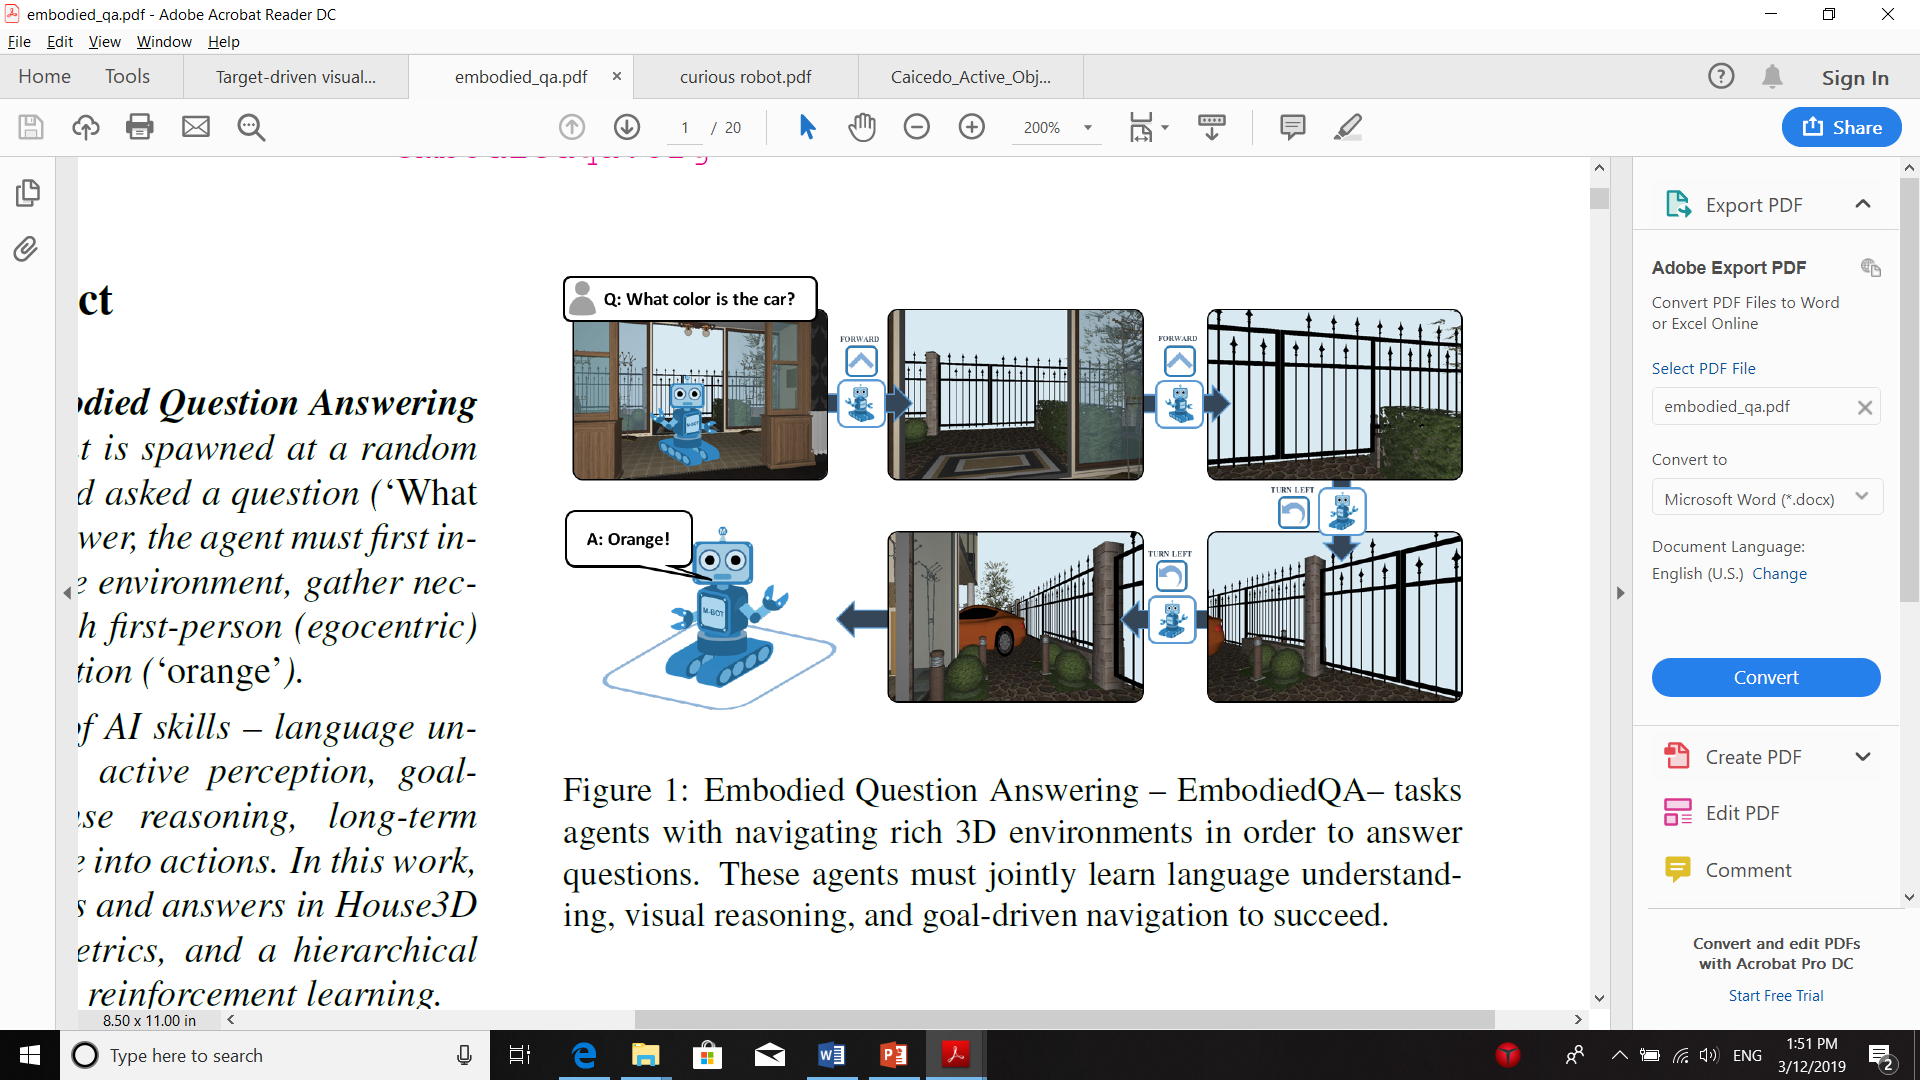 embodied_qa.pdf - Adobe Acrobat Reader DC
File Edit View Window Help
Home Tools Target-driven visual... embodied_qa.pdf curious robot.pdf Caicedo_Active_Obj... Sign In
1 / 20 200% Share
ct
odied Question Answering
t is spawned at a random
d asked a question (‘What
wer, the agent must first in-
e environment, gather nec-
h first-person (egocentric)
tion (‘orange’).
of AI skills – language un-
active perception, goal-
nse reasoning, long-term
e into actions. In this work,
s and answers in House3D
etrics, and a hierarchical
reinforcement learning.
Q: What color is the car?
FORWARD
FORWARD
M-BOT
TURN LEFT
TURN LEFT
A: Orange!
M
M-BOT
Figure 1: Embodied Question Answering – EmbodiedQA– tasks
agents with navigating rich 3D environments in order to answer
questions. These agents must jointly learn language understand-
ing, visual reasoning, and goal-driven navigation to succeed.
Export PDF
Adobe Export PDF
Convert PDF Files to Word
or Excel Online
Select PDF File
embodied_qa.pdf
Convert to
Microsoft Word (*.docx)
Document Language:
English (U.S.) Change
Convert
Create PDF
Edit PDF
Comment
Convert and edit PDFs
with Acrobat Pro DC
Start Free Trial
8.50 x 11.00 in
Type here to search
ENG
1:51 PM
3/12/2019
2